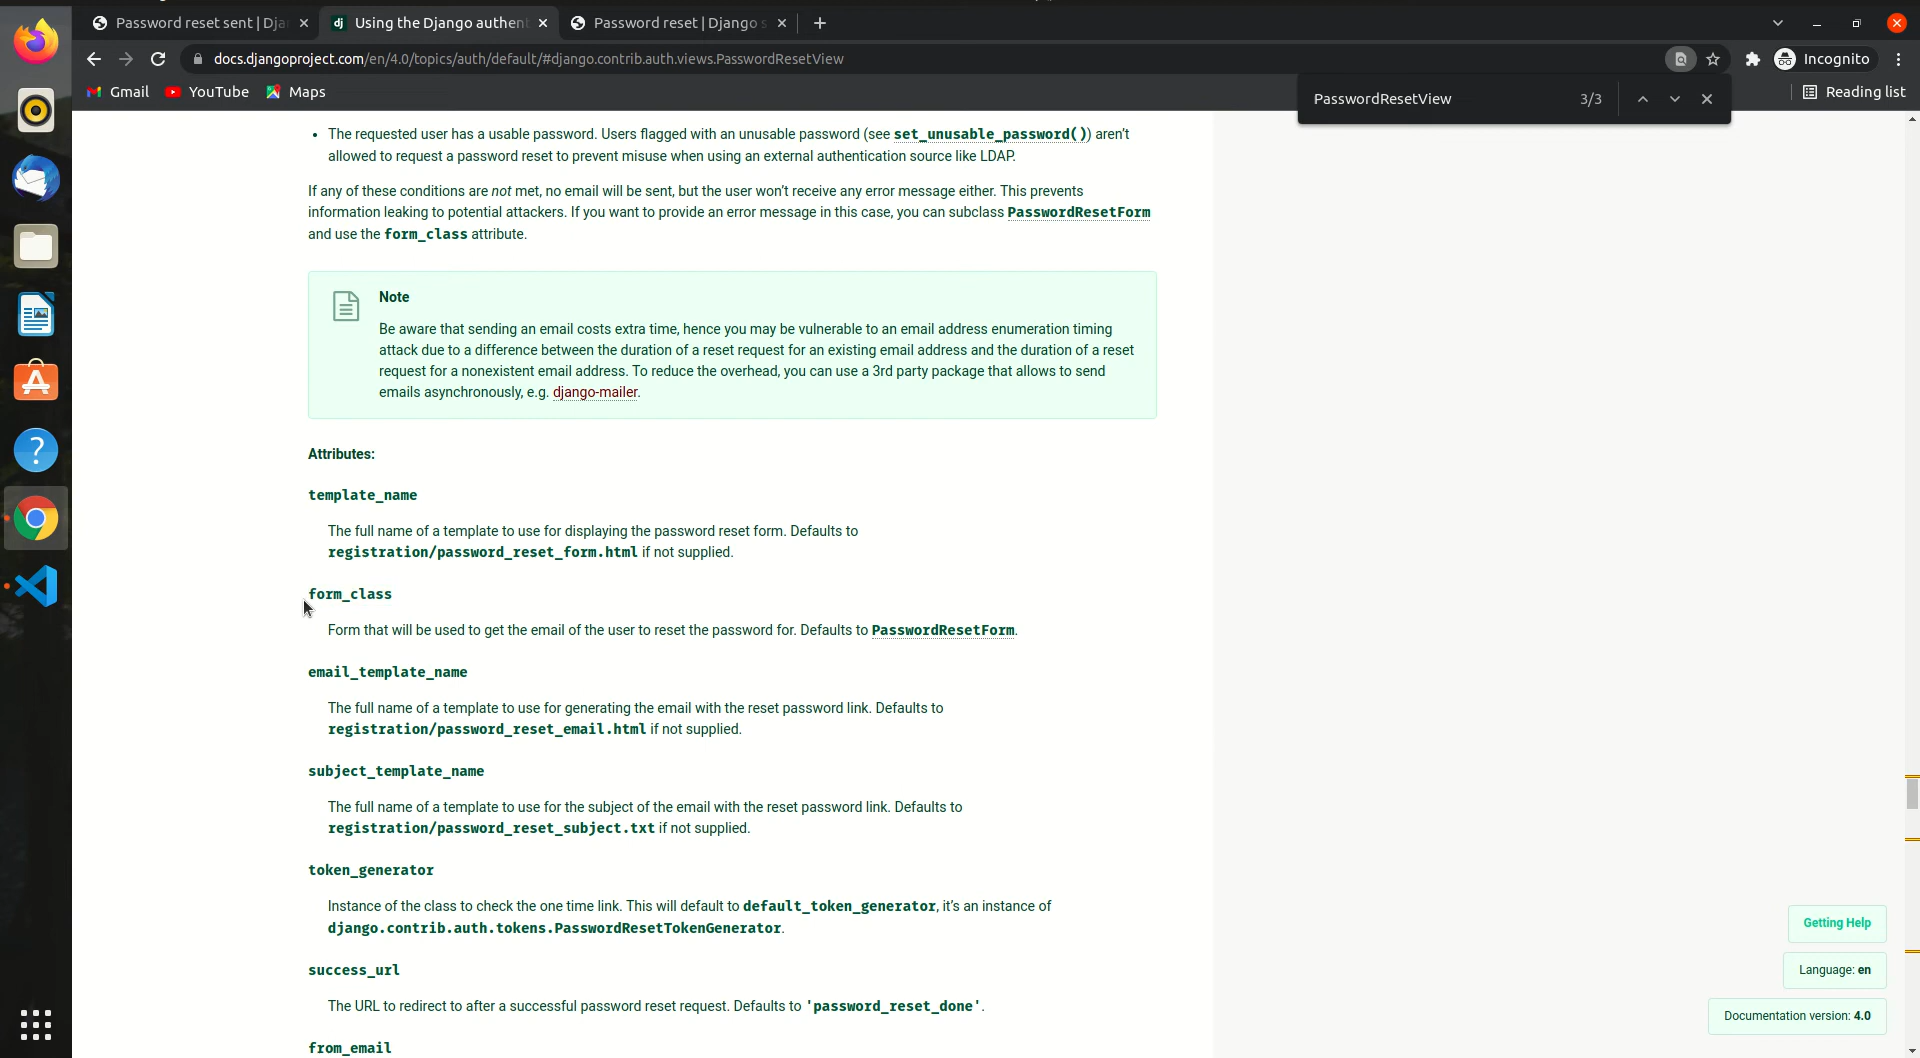 Password reset sent | Dja
Using the Django authent
Password reset | Django s
docs.djangoproject.com/en/4.0/topics/auth/default/#django.contrib.auth.views.PasswordResetView
Incognito
Gmail
YouTube
Maps
PasswordResetView
3/3
Reading list
• The requested user has a usable password. Users flagged with an unusable password (see set_unusable_password()) aren't
allowed to request a password reset to prevent misuse when using an external authentication source like LDAP.
If any of these conditions are not met, no email will be sent, but the user won't receive any error message either. This prevents
information leaking to potential attackers. If you want to provide an error message in this case, you can subclass PasswordResetForm
and use the form_class attribute.
Note
Be aware that sending an email costs extra time, hence you may be vulnerable to an email address enumeration timing
attack due to a difference between the duration of a reset request for an existing email address and the duration of a reset
request for a nonexistent email address. To reduce the overhead, you can use a 3rd party package that allows to send
emails asynchronously, e.g. django-mailer.
Attributes:
template_name
The full name of a template to use for displaying the password reset form. Defaults to
registration/password_reset_form.html if not supplied.
form_class
Form that will be used to get the email of the user to reset the password for. Defaults to PasswordResetForm.
email_template_name
The full name of a template to use for generating the email with the reset password link. Defaults to
registration/password_reset_email.html if not supplied.
subject_template_name
The full name of a template to use for the subject of the email with the reset password link. Defaults to
registration/password_reset_subject.txt if not supplied.
token_generator
Instance of the class to check the one time link. This will default to default_token_generator, it's an instance of
django.contrib.auth.tokens.PasswordResetTokenGenerator.
success_url
The URL to redirect to after a successful password reset request. Defaults to 'password_reset_done'.
from_email
Getting Help
Language: en
Documentation version: 4.0